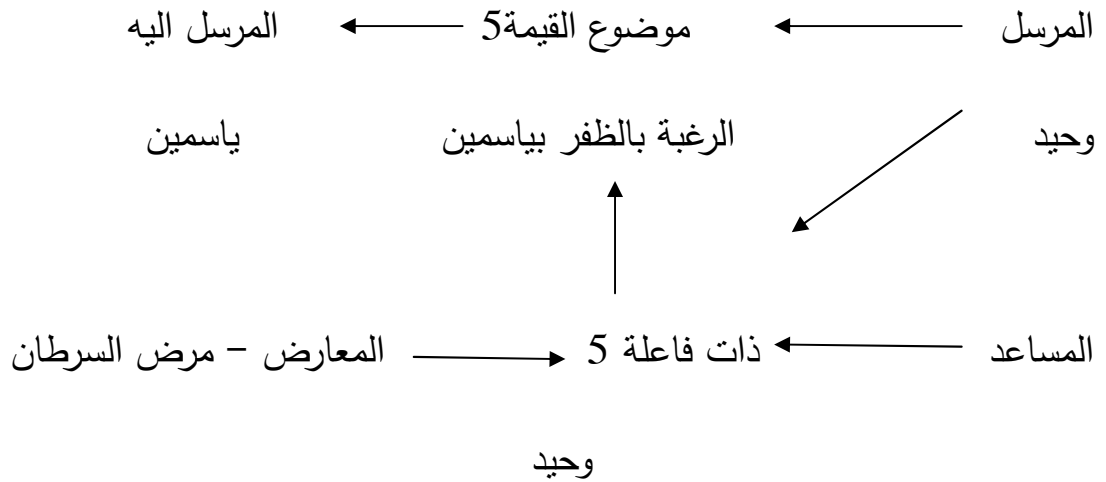 المرسل موضوع القيمة5 المرسل اليه
وحيد الرغبة بالظفر بياسمين ياسمين
المساعد ذات فاعلة 5 المعارض – مرض السرطان
وحيد